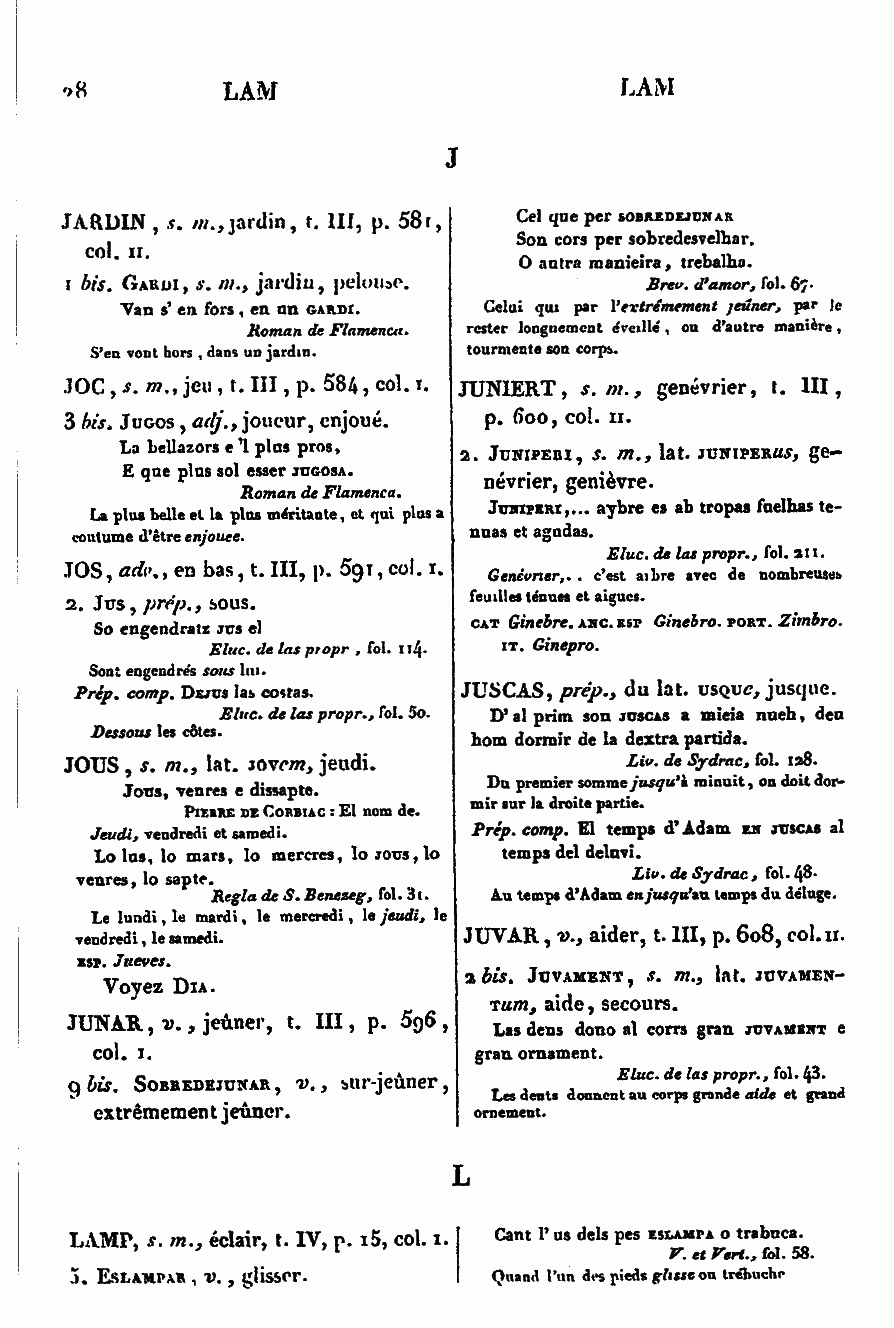 28 LAM LAM
J
JARDIN, s. m., jardin, t. III, p. 581,
col. II.
1 bis. GARDI, s. m., jardin, pelouse.
Van s' en fors, en un GARDI.
Roman de Flamenca.
S'en vont hors, dans un jardin.
JOC, s. m., jeu, t. III, p. 584, col. I.
3 bis. JUGOS, adj., joueur, enjoué.
La bellazors e 'l plus pros,
E que plus sol esser JUGOSA.
Roman de Flamenca.
La plus belle et la plus méritante, et qui plus a
coutume d'être enjouee.
JOS, adv., en bas, t. III, p. 591, col. I.
2. JUS, prép., sous.
So engendratz JUS el
Eluc. de las propr, fol. 114.
Sont engendrés sous lui.
Prép. comp. DEJUS las costas.
Eluc. de las propr., fol. 50.
Dessous les côtes.
JOUS, s. m., lat. JOVem, jeudi.
Jous, venres e dissapte.
PIERRE DE CORBIAC : El nom de.
Jeudi, vendredi et samedi.
Lo lus, lo mars, lo mercres, lo JOUS, lo
venres, lo sapte.
Regla de S. Benezeg, fol. 31.
Le lundi, le mardi, le mercredi, le jeudi, le
vendredi, le samedi.
ESP. Jueves.
Voyez DIA.
JUNAR, v., jeûner, t. III, p. 596,
col. I.
9 bis. SOBREDEJUNAR, v., sur-jeûner,
extrêmement jeûner.
Cel que per SOBREDEJUNAR
Son cors per sobredesvelhar.
O autra manieira, trebalha.
Brev. d'amor, fol. 67.
Celui qui par l'extrémement jeûner, par le
rester longnement éveillé, ou d'autre manière,
tourmente son corps.
JUNIERT, s. m., genévrier, t. III,
p. 600, col. II.
2. JUNIPERI, s. m., lat. JUNIPERus, ge-
névrier, genièvre.
JUNIPERI,... aybre es ab tropas fuelhas te-
nuas et agudas.
Eluc. de las propr., fol. 211.
Genévrier,.. c'est aibre avec de nombreuses
feuilles ténues et aigues.
CAT Ginebre. ANC. ESP Ginebro. PORT. Zimbro.
IT. Ginepro.
JUSCAS, prép., du lat. USQUe, jusque.
D' al prim son JUSCAS a mieia nueh, deu
hom dormir de la dextra partida.
Liv. de Sydrac, fol. 128.
Du premier somme jusqu'à minuit, on doit dor-
mir sur la droite partie.
Prép. comp. El temps d' Adam EN JUSCAS al
temps del deluvi.
Liv. de Sydrac, fol. 48.
Au temps d'Adam enjusqu'au temps du déluge.
JUVAR, v., aider, t. III, p. 608, col. II.
2 bis. JUVAMENT, s. m., lat. JUVAMEN-
Tum, aide, secours.
Las dens dono al corrs gran JUVAMENT e
gran ornament.
Eluc. de las propr., fol. 43.
Les dents donnent au corps grande aide et grand
ornement.
L
LAMP, s. m., éclair, t. IV, p. 15, col. I.
5. ESLAMPAR, v., glisser.
Cant l' us dels pes ESLAMPA o trabuca.
V. et Vert., fol. 58.
Quand l'un des pieds glisse ou trébuche